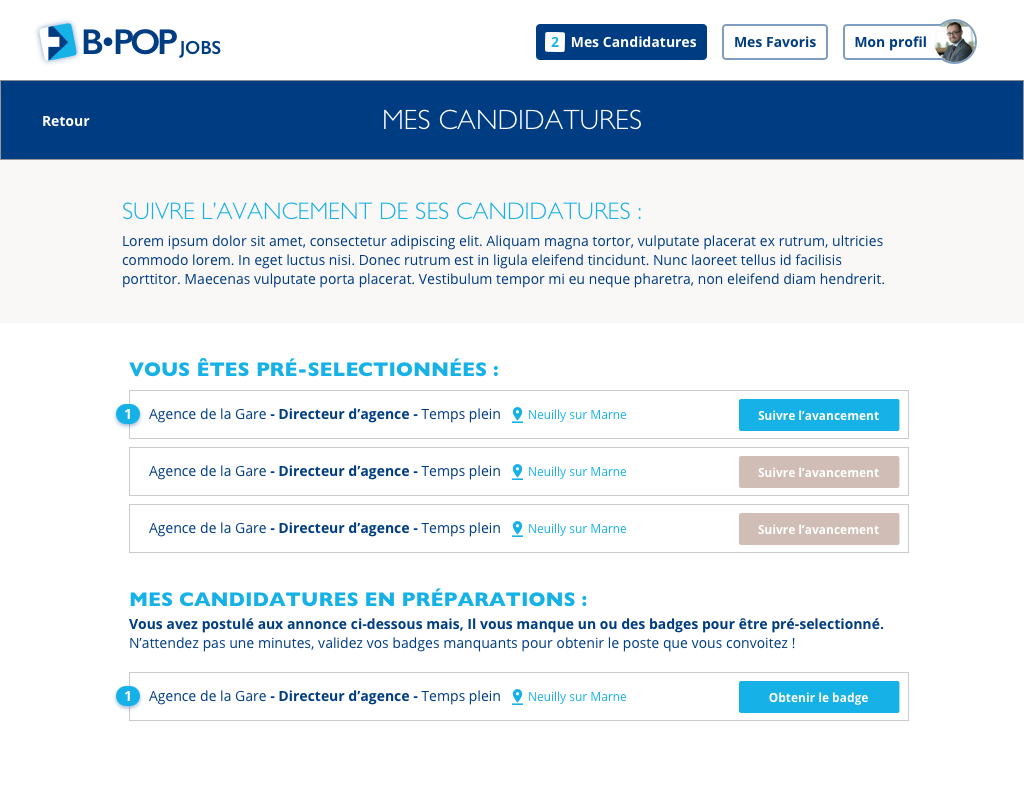 B•POP JOBS
2 Mes Candidatures
Mes Favoris
Mon profil
Retour
MES CANDIDATURES
SUIVRE L'AVANCEMENT DE SES CANDIDATURES :
Lorem ipsum dolor sit amet, consectetur adipiscing elit. Aliquam magna tortor, vulputate placerat ex rutrum, ultricies
commodo lorem. In eget luctus nisi. Donec rutrum est in ligula eleifend tincidunt. Nunc laoreet tellus id facilisis
porttitor. Maecenas vulputate porta placerat. Vestibulum tempor mi eu neque pharetra, non eleifend diam hendrerit.
VOUS ÊTES PRÉ-SELECTIONNÉES :
1 Agence de la Gare - Directeur d’agence - Temps plein Neuilly sur Marne Suivre l’avancement
Agence de la Gare - Directeur d’agence - Temps plein Neuilly sur Marne Suivre l’avancement
Agence de la Gare - Directeur d’agence - Temps plein Neuilly sur Marne Suivre l’avancement
MES CANDIDATURES EN PRÉPARATIONS :
Vous avez postulé aux annonce ci-dessous mais, Il vous manque un ou des badges pour être pré-selectionné.
N’attendez pas une minutes, validez vos badges manquants pour obtenir le poste que vous convoitez !
1 Agence de la Gare - Directeur d’agence - Temps plein Neuilly sur Marne Obtenir le badge